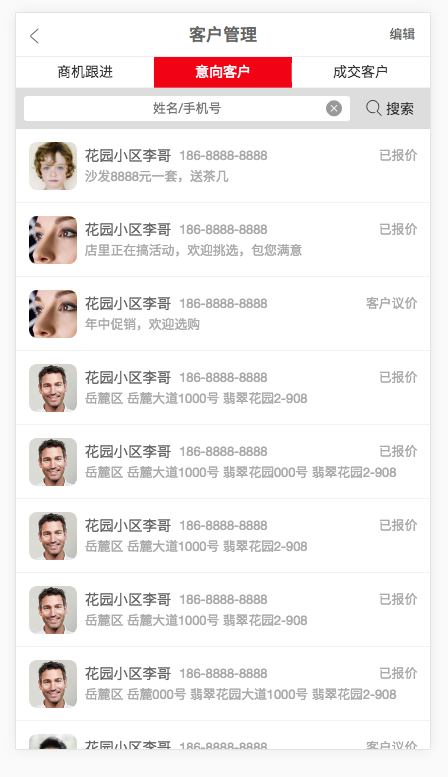 客户管理 编辑
商机跟进 意向客户 成交客户
姓名/手机号 搜索
花园小区李哥 186-8888-8888 已报价
沙发8888元一套，送茶几
花园小区李哥 186-8888-8888 已报价
店里正在搞活动，欢迎挑选，包您满意
花园小区李哥 186-8888-8888 客户议价
年中促销，欢迎选购
花园小区李哥 186-8888-8888 已报价
岳麓区 岳麓大道1000号 翡翠花园2-908
花园小区李哥 186-8888-8888 已报价
岳麓区 岳麓大道1000号 翡翠花园000号 翡翠花园2-908
花园小区李哥 186-8888-8888 已报价
岳麓区 岳麓大道1000号 翡翠花园2-908
花园小区李哥 186-8888-8888 已报价
岳麓区 岳麓大道1000号 翡翠花园2-908
花园小区李哥 186-8888-8888 已报价
岳麓区 岳麓000号 翡翠花园大道1000号 翡翠花园2-908
花园小区李哥 186-8888-8888 客户议价